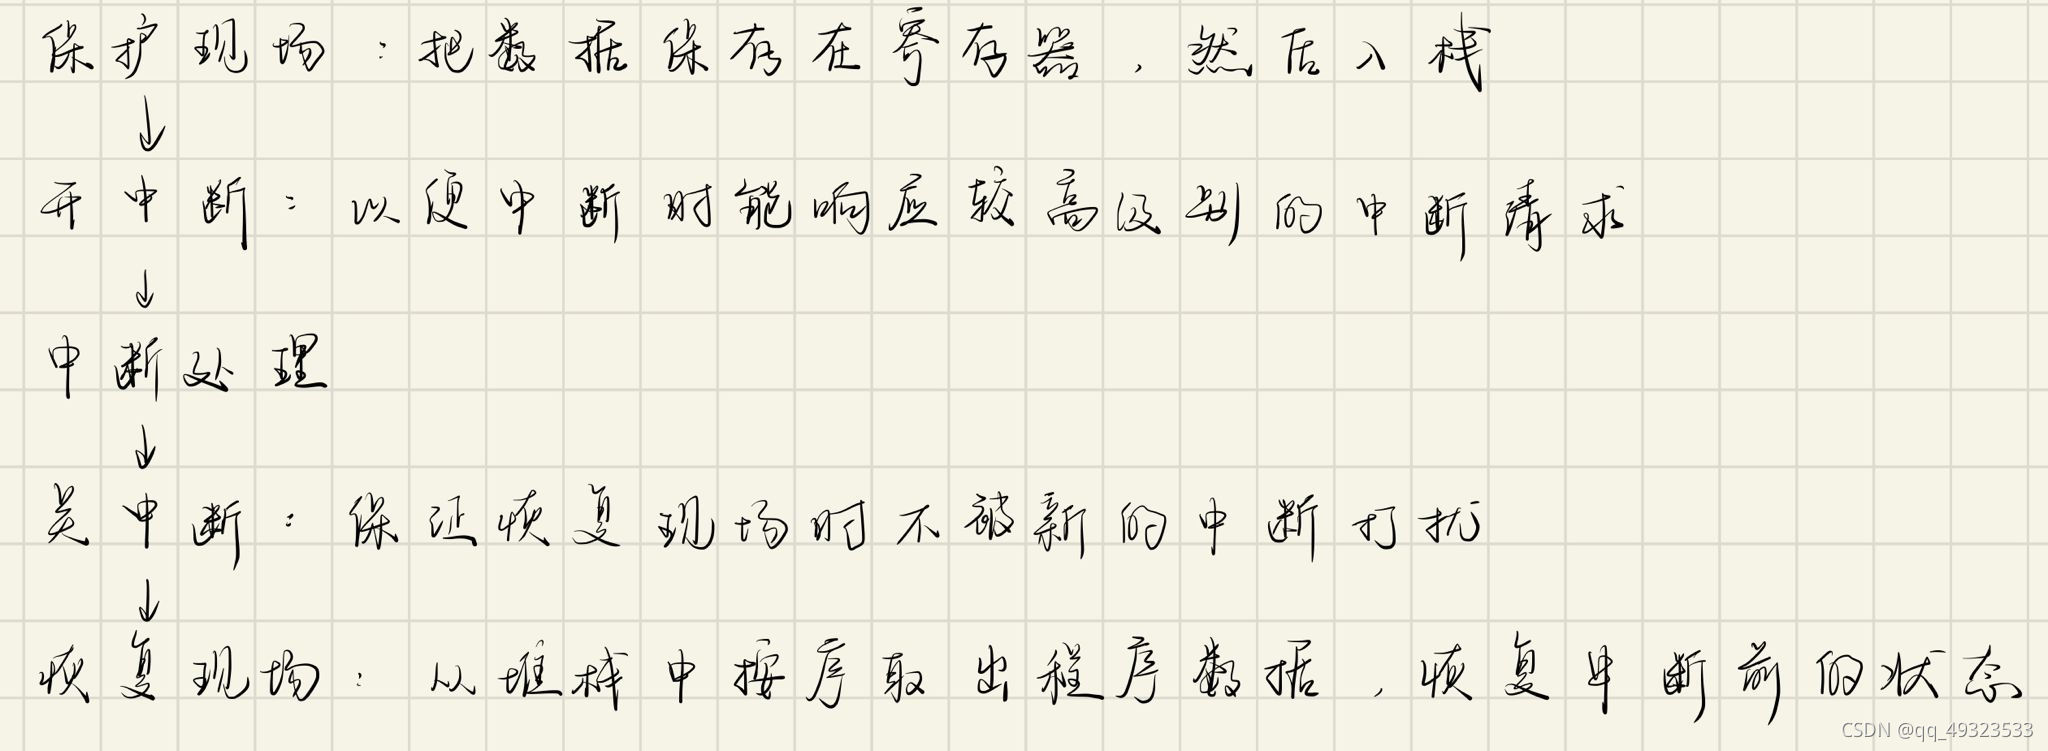 保护现场：把数据保存在寄存器，然后入栈
↓
开中断：以便中断时能响应较高级别的中断请求
↓
中断处理
↓
关中断：保证恢复现场时不被新的中断打扰
↓
恢复现场：从堆栈中按序取出程序数据，恢复中断前的状态
CSDN @qq_49323533